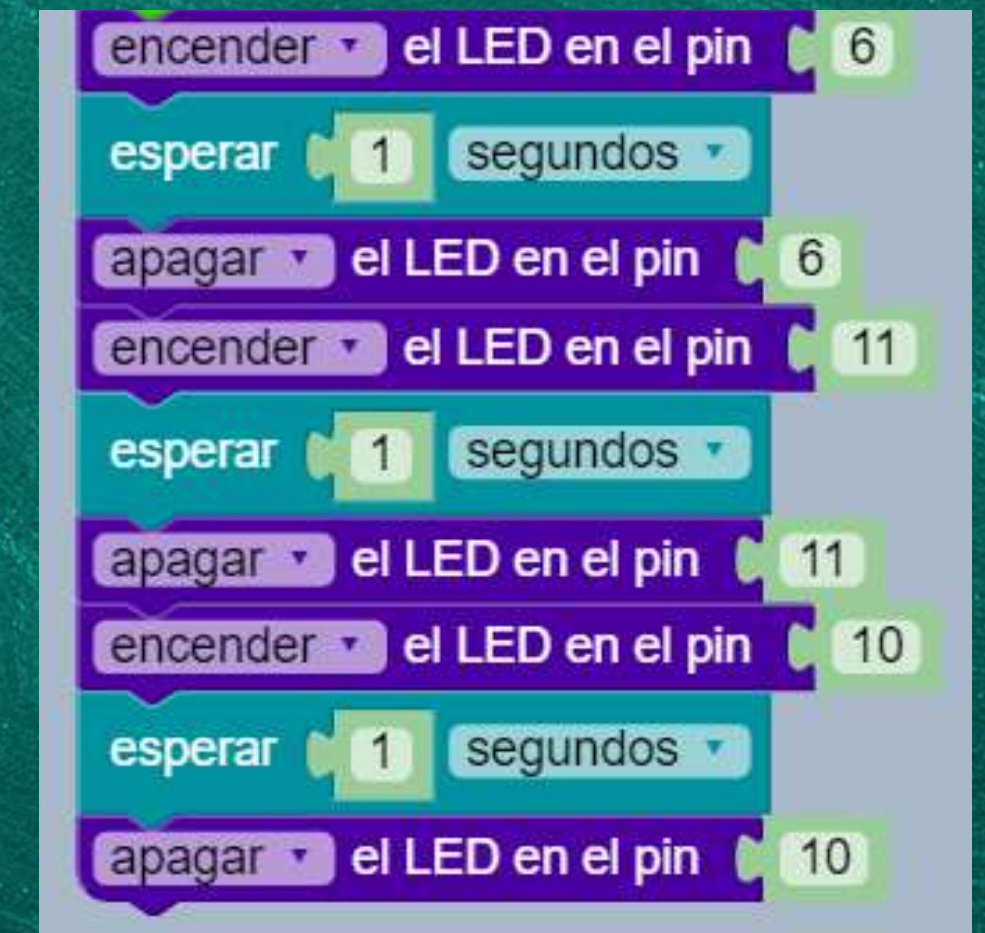 encender el LED en el pin 6
esperar 1 segundos
apagar el LED en el pin 6
encender el LED en el pin 11
esperar 1 segundos
apagar el LED en el pin 11
encender el LED en el pin 10
esperar 1 segundos
apagar el LED en el pin 10